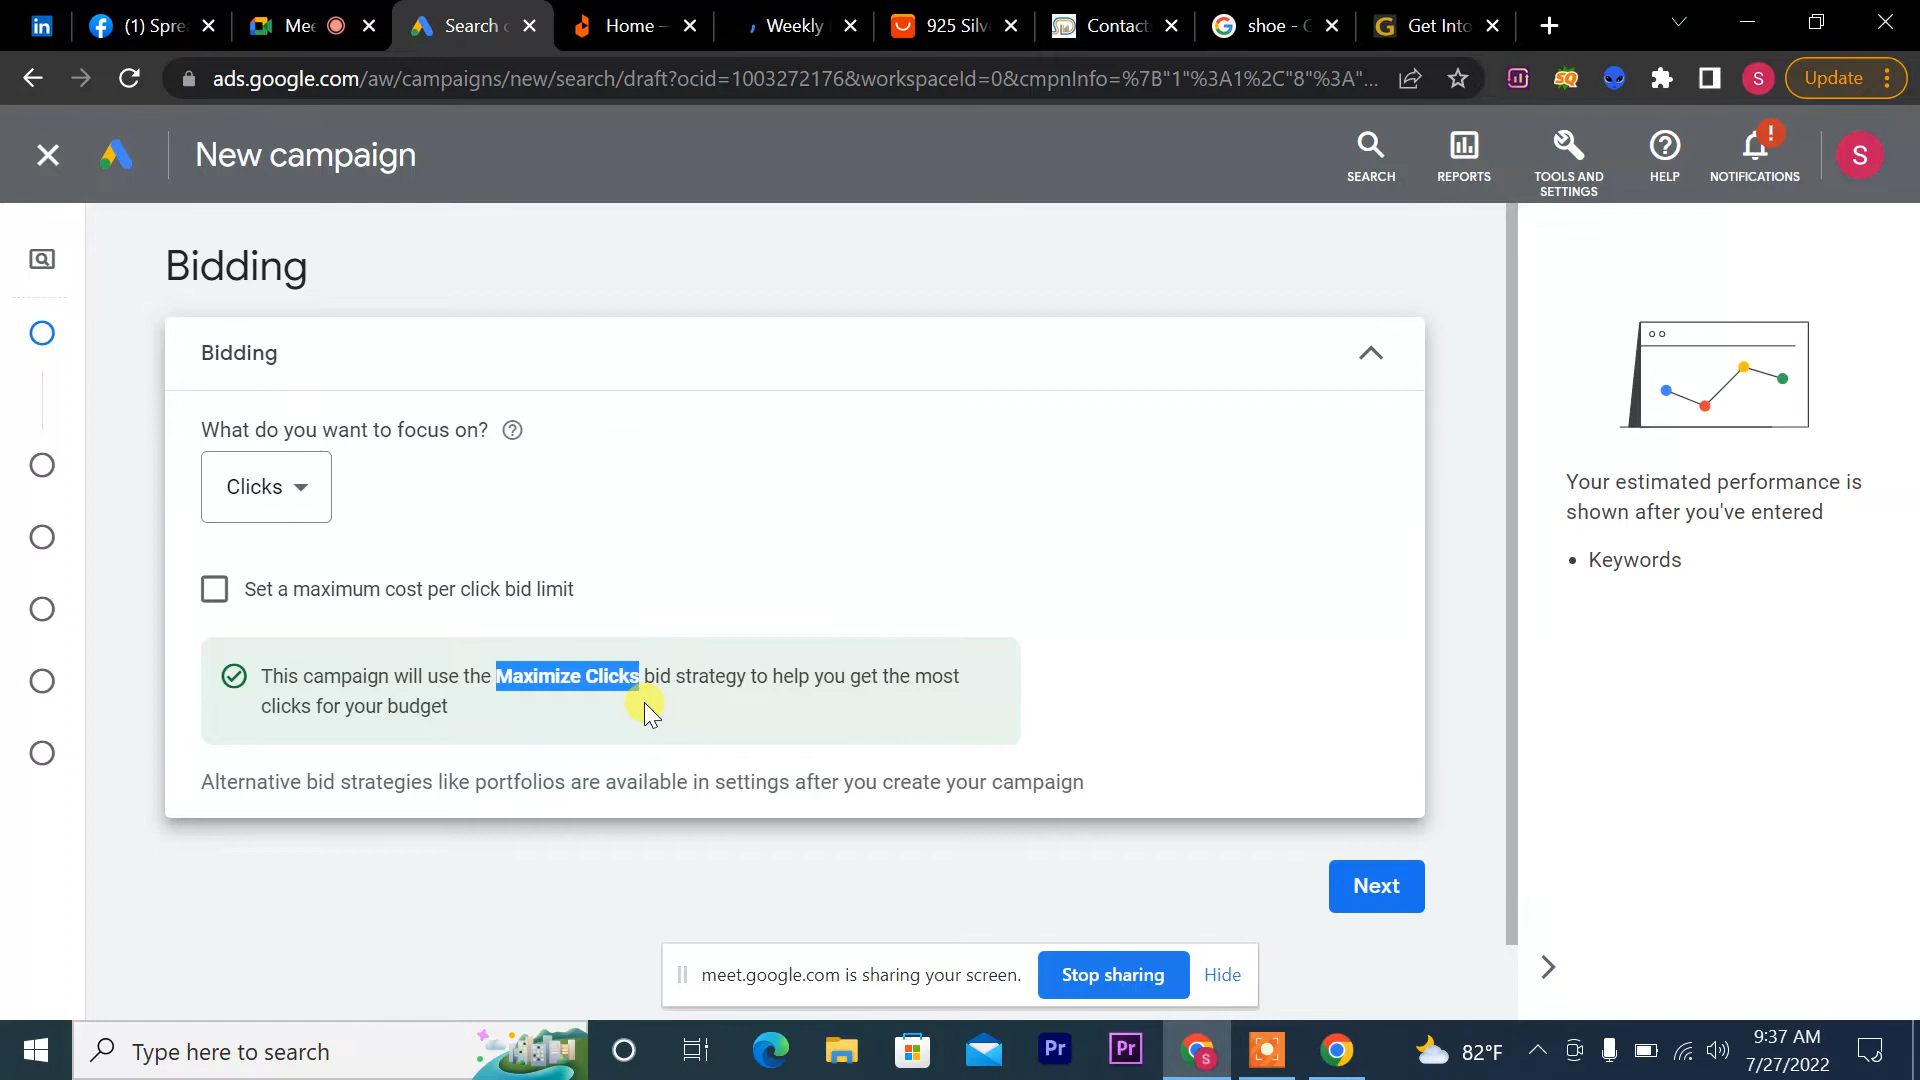 (1) Spre
Mee
Search c
Home –
Weekly
925 Silv
Contact
shoe - G
Get Into
ads.google.com/aw/campaigns/new/search/draft?ocid=1003272176&workspaceId=0&cmpnInfo=%7B"1"%3A1%2C"8"%3A"...
S
Update
New campaign
SEARCH
REPORTS
TOOLS AND
SETTINGS
HELP
NOTIFICATIONS
S
Bidding
Bidding
What do you want to focus on?
Clicks
Set a maximum cost per click bid limit
This campaign will use the Maximize Clicks bid strategy to help you get the most
clicks for your budget
Alternative bid strategies like portfolios are available in settings after you create your campaign
Next
Your estimated performance is
shown after you've entered
• Keywords
meet.google.com is sharing your screen.
Stop sharing
Hide
Type here to search
Pr
Pr
S
82°F
9:37 AM
7/27/2022